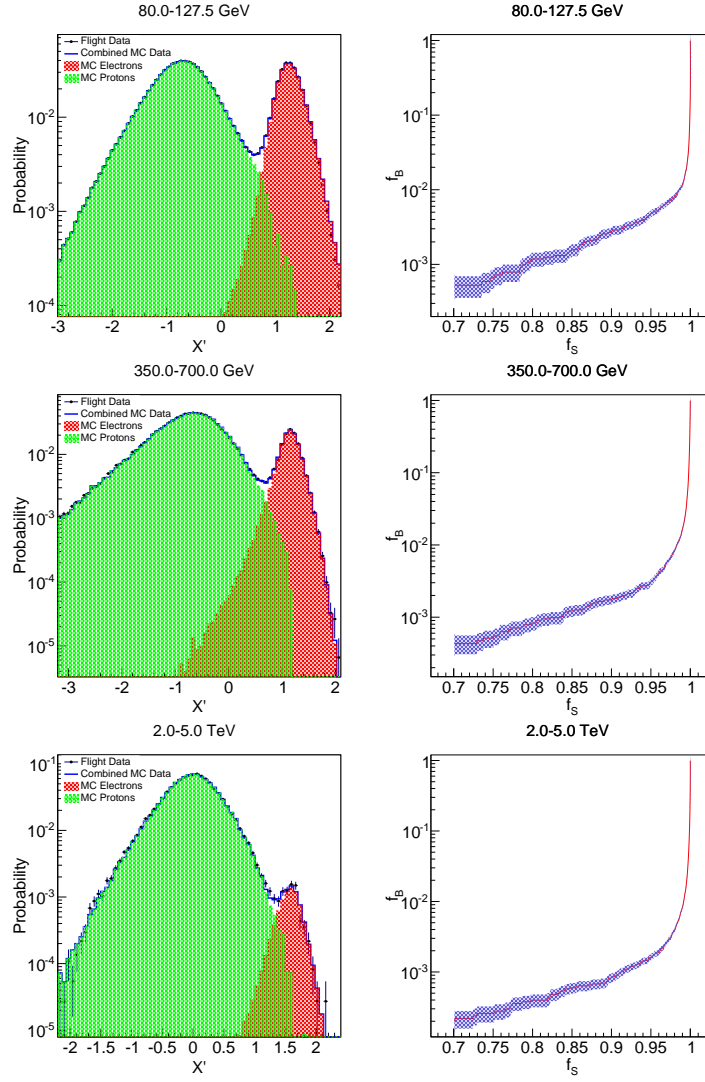 80.0-127.5 GeV
Flight Data
Combined MC Data
MC Electrons
MC Protons
Probability
10^-2
10^-3
10^-4
-3 -2 -1 0 1 2
X'
80.0-127.5 GeV
f_B
1
10^-1
10^-2
10^-3
0.7 0.75 0.8 0.85 0.9 0.95 1
f_S
350.0-700.0 GeV
Flight Data
Combined MC Data
MC Electrons
MC Protons
Probability
10^-2
10^-3
10^-4
10^-5
-3 -2 -1 0 1 2
X'
350.0-700.0 GeV
f_B
1
10^-1
10^-2
10^-3
0.7 0.75 0.8 0.85 0.9 0.95 1
f_S
2.0-5.0 TeV
Flight Data
Combined MC Data
MC Electrons
MC Protons
Probability
10^-1
10^-2
10^-3
10^-4
10^-5
-2 -1.5 -1 -0.5 0 0.5 1 1.5 2
X'
2.0-5.0 TeV
f_B
1
10^-1
10^-2
10^-3
0.7 0.75 0.8 0.85 0.9 0.95 1
f_S